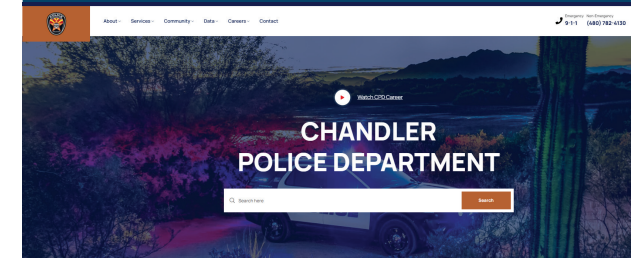 About Services Community Data Careers Contact
Emergency Non-Emergency
9-1-1 (480) 782-4130
Watch CPD Career
CHANDLER
POLICE DEPARTMENT
Search here
Search